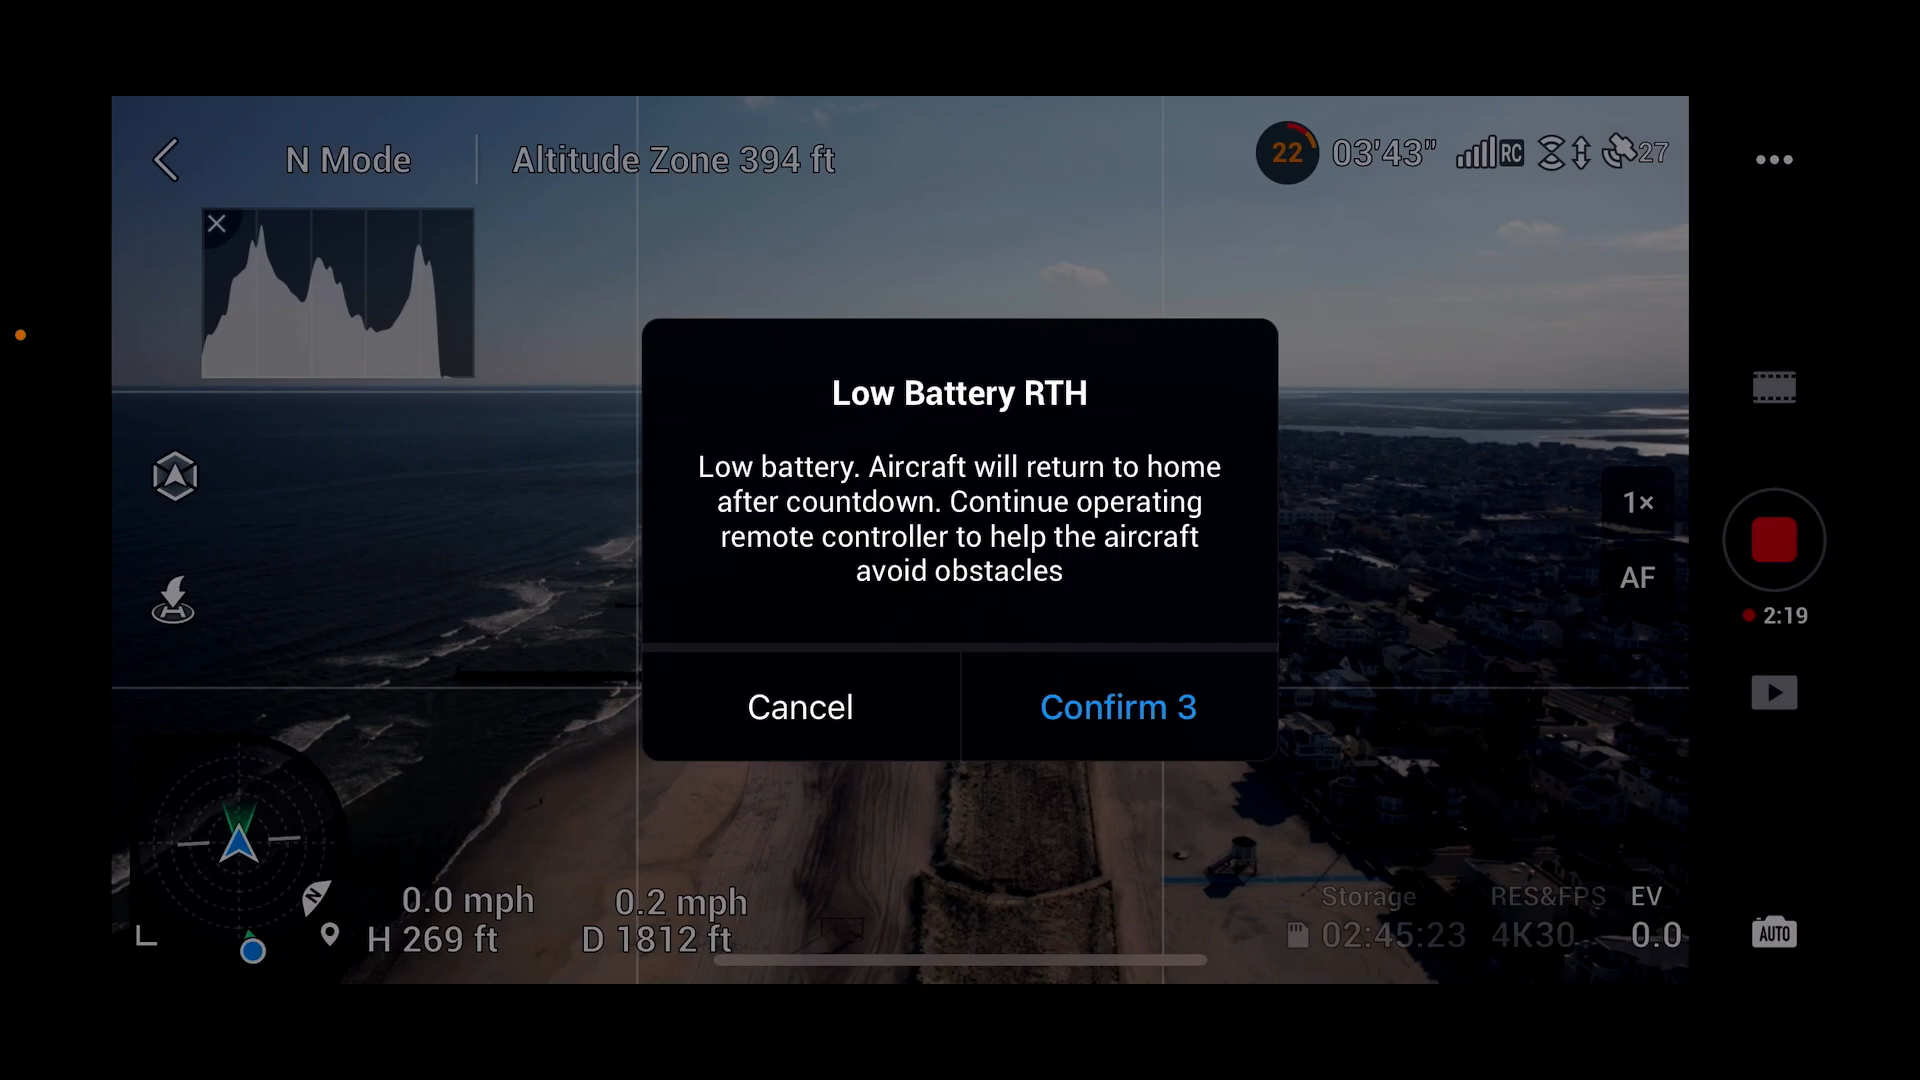 N Mode
Altitude Zone 394 ft
22
03'43"
RC
27
Low Battery RTH
Low battery. Aircraft will return to home
after countdown. Continue operating
remote controller to help the aircraft
avoid obstacles
Cancel
Confirm 3
1×
AF
2:19
N
0.0 mph
0.2 mph
H 269 ft
D 1812 ft
Storage
RES&FPS
EV
02:45:23
4K30
0.0
AUTO